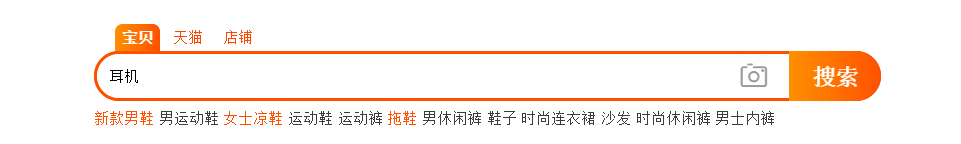 宝贝 天猫 店铺
耳机 搜索
新款男鞋 男运动鞋 女士凉鞋 运动鞋 运动裤 拖鞋 男休闲裤 鞋子 时尚连衣裙 沙发 时尚休闲裤 男士内裤